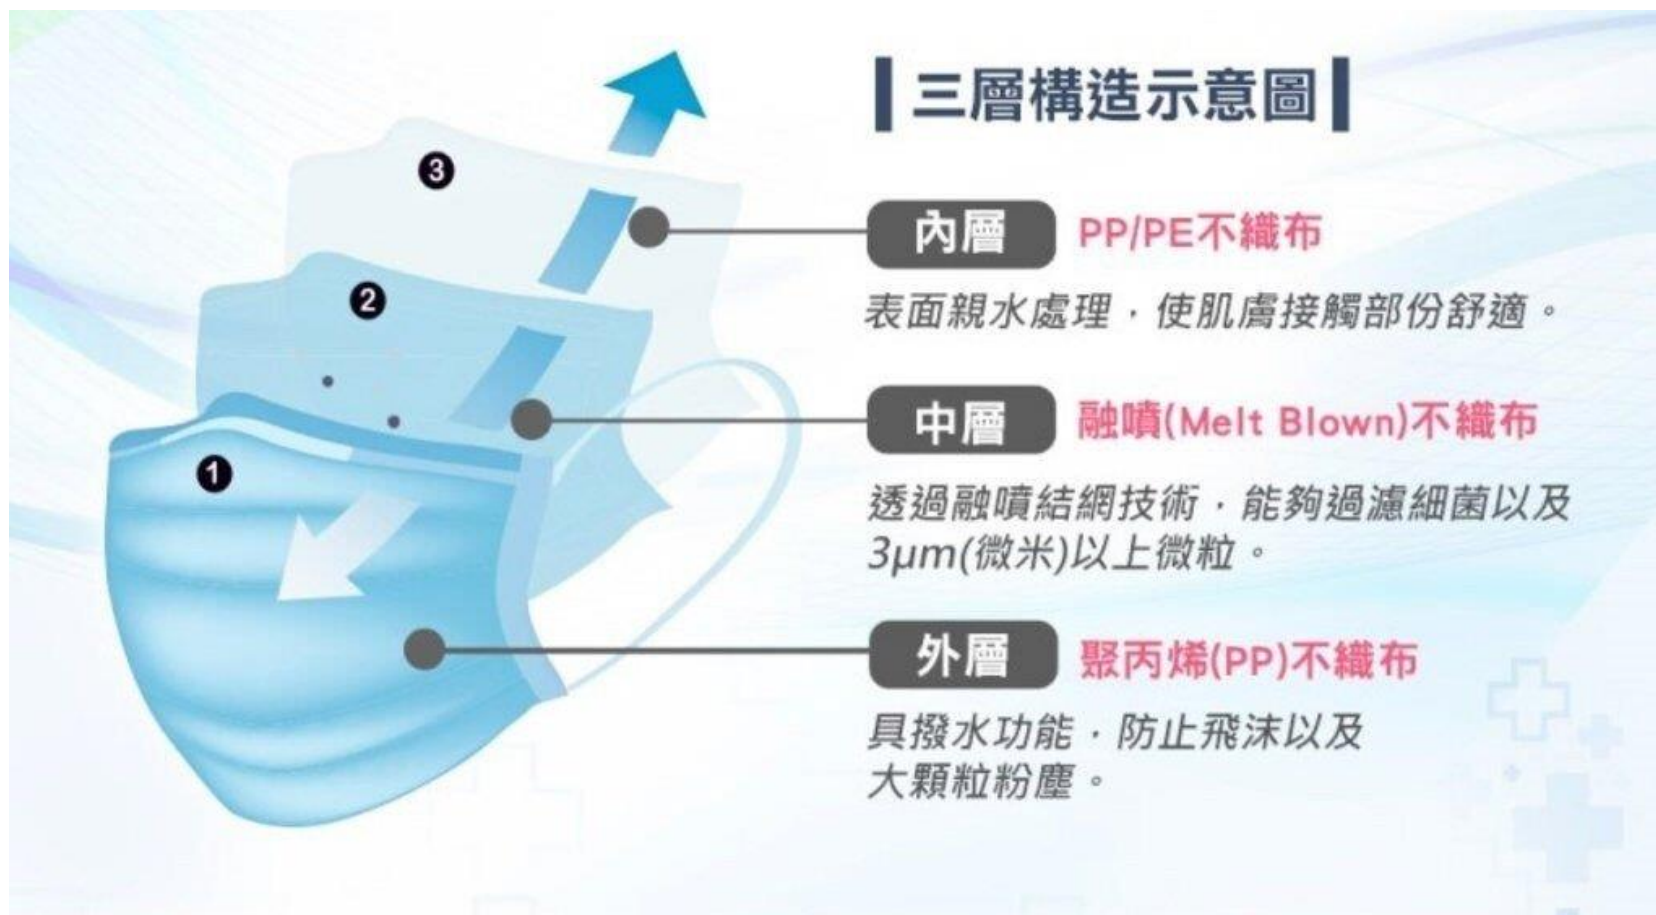 三層構造示意圖
❸
內層 PP/PE不織布
表面親水處理，使肌膚接觸部份舒適。
❷
中層 融噴(Melt Blown)不織布
透過融噴結網技術，能夠過濾細菌以及
3μm(微米)以上微粒。
❶
外層 聚丙烯(PP)不織布
具撥水功能，防止飛沫以及
大顆粒粉塵。